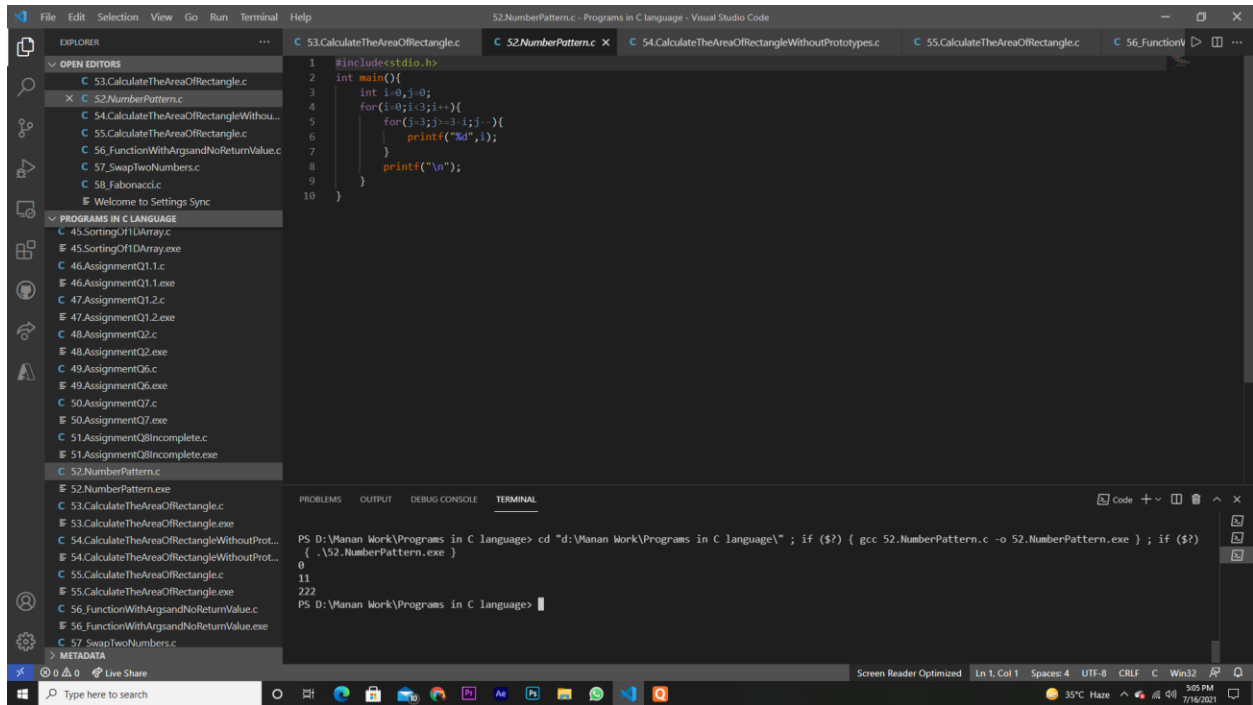 File Edit Selection View Go Run Terminal Help
52.NumberPattern.c - Programs in C language - Visual Studio Code
EXPLORER
OPEN EDITORS
C 53.CalculateTheAreaOfRectangle.c
C 52.NumberPattern.c
C 54.CalculateTheAreaOfRectangleWithou...
C 55.CalculateTheAreaOfRectangle.c
C 56_FunctionWithArgsandNoReturnValue.c
C 57_SwapTwoNumbers.c
C 58_Fabonacci.c
Welcome to Settings Sync
PROGRAMS IN C LANGUAGE
C 45.SortingOf1DArray.c
45.SortingOf1DArray.exe
C 46.AssignmentQ1.1.c
46.AssignmentQ1.1.exe
C 47.AssignmentQ1.2.c
47.AssignmentQ1.2.exe
C 48.AssignmentQ2.c
48.AssignmentQ2.exe
C 49.AssignmentQ6.c
49.AssignmentQ6.exe
C 50.AssignmentQ7.c
50.AssignmentQ7.exe
C 51.AssignmentQ8Incomplete.c
51.AssignmentQ8Incomplete.exe
C 52.NumberPattern.c
52.NumberPattern.exe
C 53.CalculateTheAreaOfRectangle.c
53.CalculateTheAreaOfRectangle.exe
C 54.CalculateTheAreaOfRectangleWithoutProt...
54.CalculateTheAreaOfRectangleWithoutProt...
C 55.CalculateTheAreaOfRectangle.c
55.CalculateTheAreaOfRectangle.exe
C 56_FunctionWithArgsandNoReturnValue.c
56_FunctionWithArgsandNoReturnValue.exe
C 57_SwapTwoNumbers.c
METADATA
C 53.CalculateTheAreaOfRectangle.c C 52.NumberPattern.c C 54.CalculateTheAreaOfRectangleWithoutPrototypes.c C 55.CalculateTheAreaOfRectangle.c C 56_Function
1 #include<stdio.h>
2 int main(){
3 int i=0,j=0;
4 for(i=0;i<3;i++){
5 for(j=3;j>=3-i;j--){
6 printf("%d",i);
7 }
8 printf("\n");
9 }
10 }
PROBLEMS OUTPUT DEBUG CONSOLE TERMINAL
Code
PS D:\Manan Work\Programs in C language> cd "d:\Manan Work\Programs in C language\" ; if ($?) { gcc 52.NumberPattern.c -o 52.NumberPattern.exe } ; if ($?)
{ .\52.NumberPattern.exe }
0
11
222
PS D:\Manan Work\Programs in C language>
0 0 Live Share
Screen Reader Optimized Ln 1, Col 1 Spaces: 4 UTF-8 CRLF C Win32
Type here to search
Pr Ae Ps
35°C Haze
5:05 PM
7/16/2021